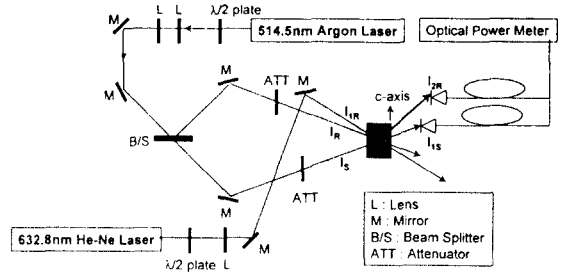 M
L L
λ/2 plate
514.5nm Argon Laser
Optical Power Meter
M
M
ATT
M
c-axis
I2R
I1R
IR
B/S
I1S
IS
M
ATT
632.8nm He-Ne Laser
λ/2 plate
L
M
L : Lens
M : Mirror
B/S : Beam Splitter
ATT : Attenuator